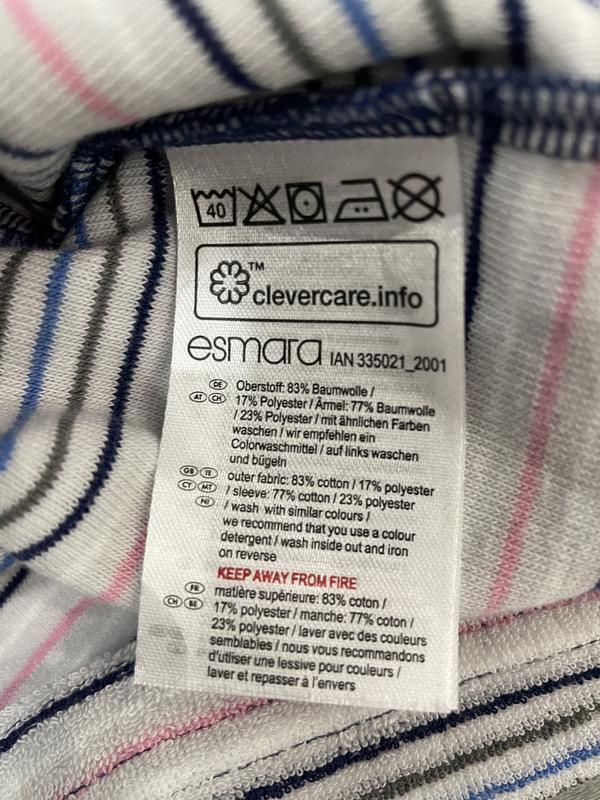 40
clevercare.info™
esmara IAN 335021_2001
DE Oberstoff: 83% Baumwolle /
AT CH 17% Polyester / Ärmel: 77% Baumwolle
/ 23% Polyester / mit ähnlichen Farben
waschen / wir empfehlen ein
Colorwaschmittel / auf links waschen
und bügeln
GB IE outer fabric: 83% cotton / 17% polyester
CY MT / sleeve: 77% cotton / 23% polyester
NI / wash with similar colours /
we recommend that you use a colour
detergent / wash inside out and iron
on reverse
KEEP AWAY FROM FIRE
FR matière supérieure: 83% coton /
CH BE 17% polyester / manche: 77% coton /
23% polyester / laver avec des couleurs
semblables / nous vous recommandons
d'utiliser une lessive pour couleurs /
laver et repasser à l'envers